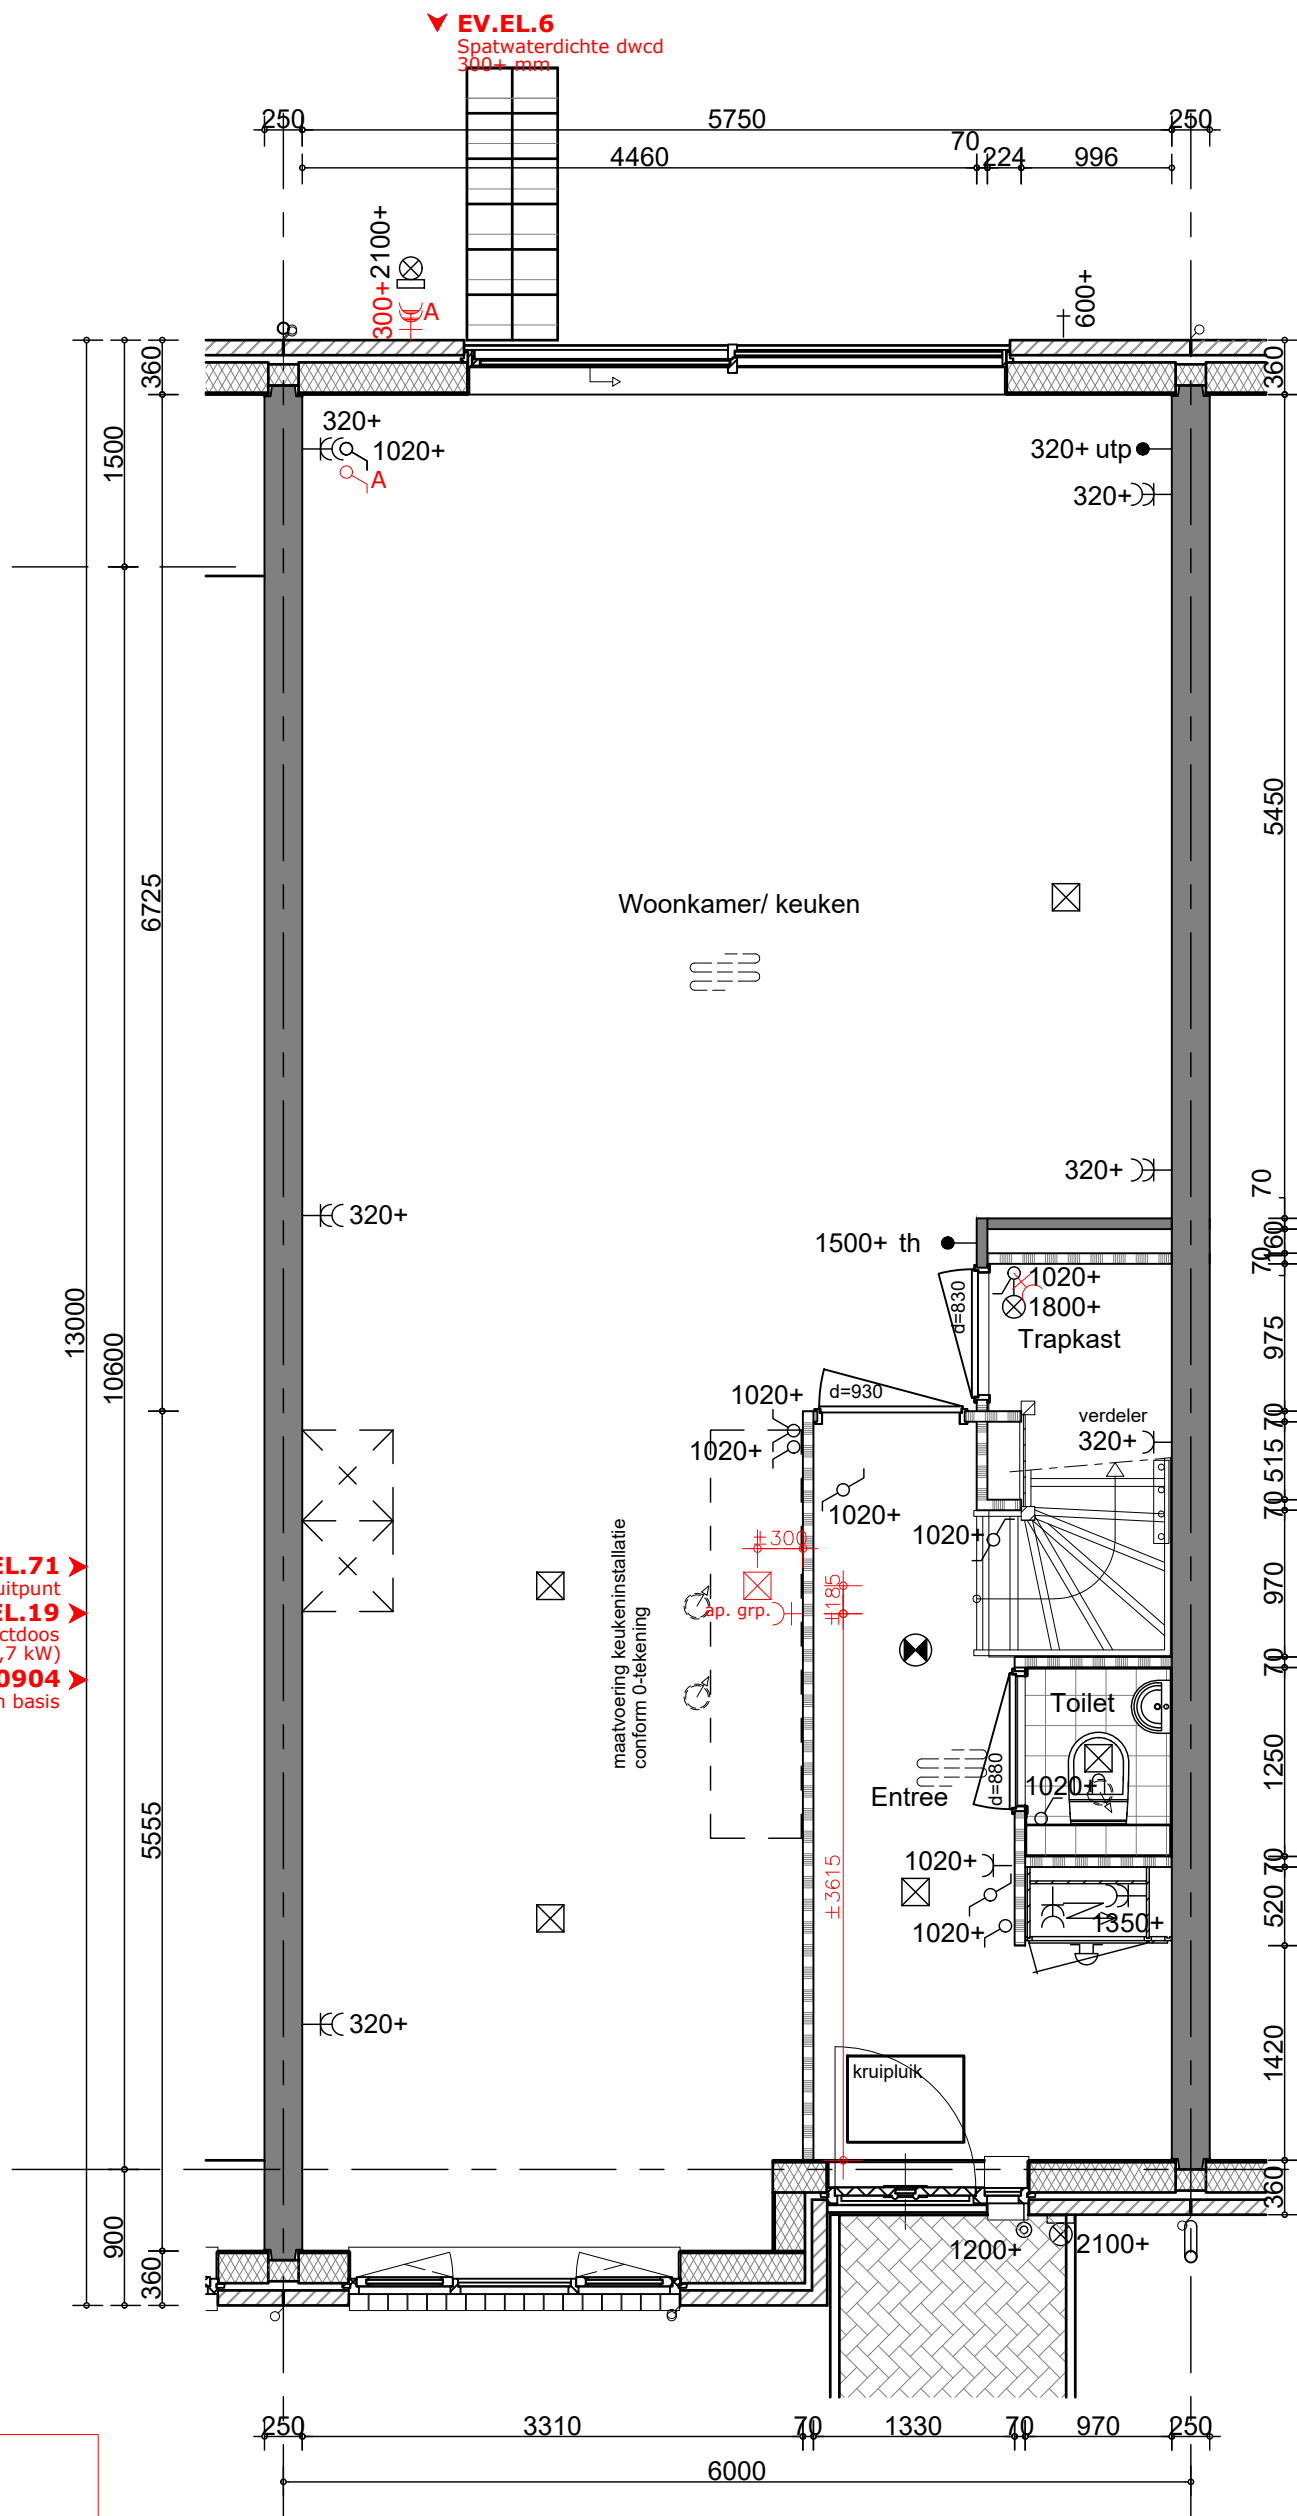 EV.EL.6
Spatwaterdichte dwcd
300+ mm
250
5750
250
4460
70
224
996
2100+
300+
A
600+
360
360
1500
320+
1020+
A
320+ utp
320+
5450
6725
Woonkamer/ keuken
320+
320+
1500+ th
70
60
70
d=830
1020+
1800+
Trapkast
975
13000
10600
1020+
d=930
1020+
verdeler
320+
70
515
70
1020+
1020+
maatvoering keukeninstallatie
conform 0-tekening
±300
±185
ap. grp.
970
EL.71
uitpunt
EL.19
ctdoos
,7 kW)
0904
n basis
70
Toilet
1250
1020+
d=880
Entree
5555
±3615
1020+
1020+
1350+
70
520
320+
1420
kruipluik
360
900
360
1200+
2100+
250
3310
70
1330
70
970
250
6000